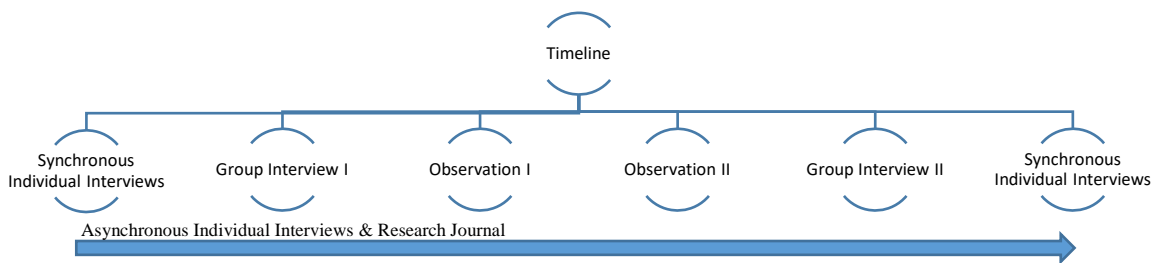 Timeline
Synchronous
Individual Interviews
Group Interview I
Observation I
Observation II
Group Interview II
Synchronous
Individual Interviews
Asynchronous Individual Interviews & Research Journal